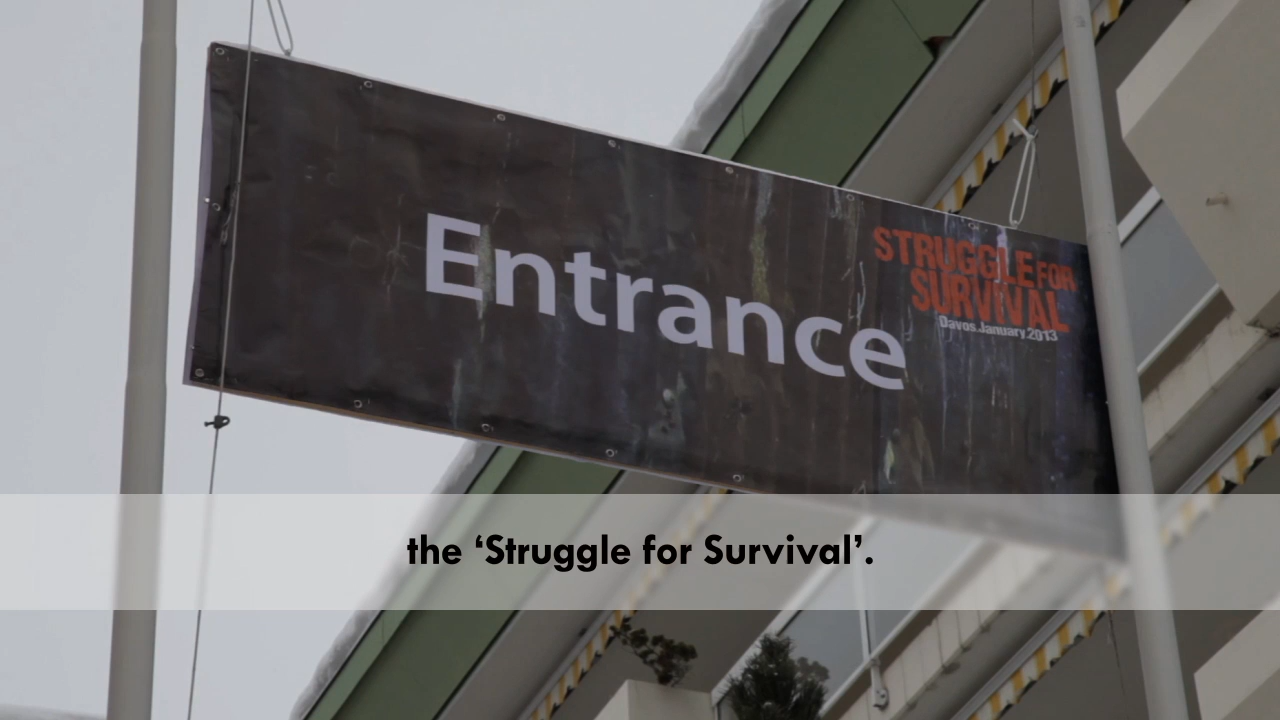 Entrance
STRUGGLE FOR
SURVIVAL
Davos.January.2013
the ‘Struggle for Survival’.